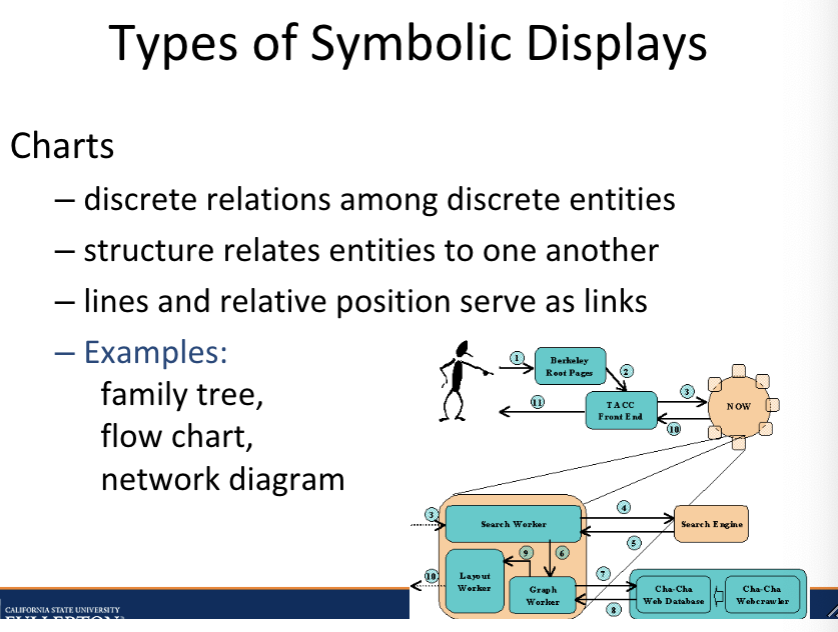 Types of Symbolic Displays
Charts
– discrete relations among discrete entities
– structure relates entities to one another
– lines and relative position serve as links
– Examples:
family tree,
flow chart,
network diagram
1
Berkeley
Root Pages
2
3
TACC
Front End
NOW
11
10
3
Search Worker
4
Search Engine
5
9
6
10
Layout
Worker
Graph
Worker
7
8
Cha-Cha
Web Database
Cha-Cha
Webcrawler
CALIFORNIA STATE UNIVERSITY
FULLERTON